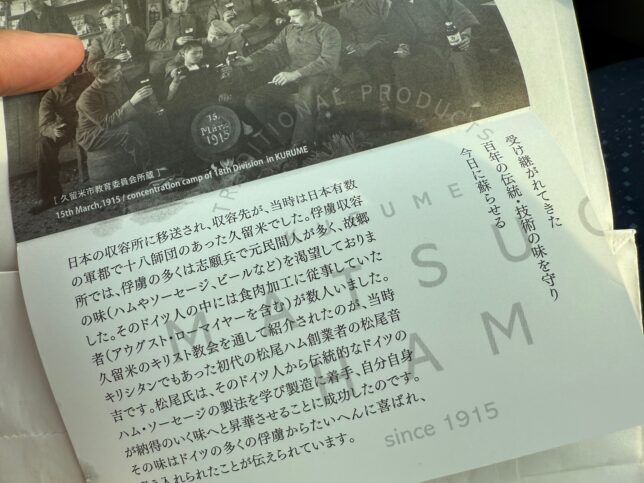 15.
März
1915
TRADITIONAL PRODUCTS
[ 久留米市教育委員会所蔵 ]
15th March,1915 / concentration camp of 18th Division in KURUME
受け継がれてきた
百年の伝統・技術の味を守り
今日に蘇らせる
日本の収容所に移送され、収容先が、当時は日本有数
の軍都で十八師団のあった久留米でした。俘虜収容
所では、俘虜の多くは志願兵で元民間人が多く、故郷
の味(ハムやソーセージ、ビールなど)を渇望しておりま
した。そのドイツ人の中には食肉加工に従事していた
者(アウグスト・ローマイヤーを含む)が数人いました。
久留米のキリスト教会を通して紹介されたのが、当時
キリシタンでもあった初代の松尾ハム創業者の松尾音
吉です。松尾氏は、そのドイツ人から伝統的なドイツの
ハム・ソーセージの製法を学び製造に着手、自分自身
が納得のいく味へと昇華させることに成功したのです。
その味はドイツの多くの俘虜からたいへんに喜ばれ、
入れられたことが伝えられています。
KURUME
MATSUO
HAM
since 1915